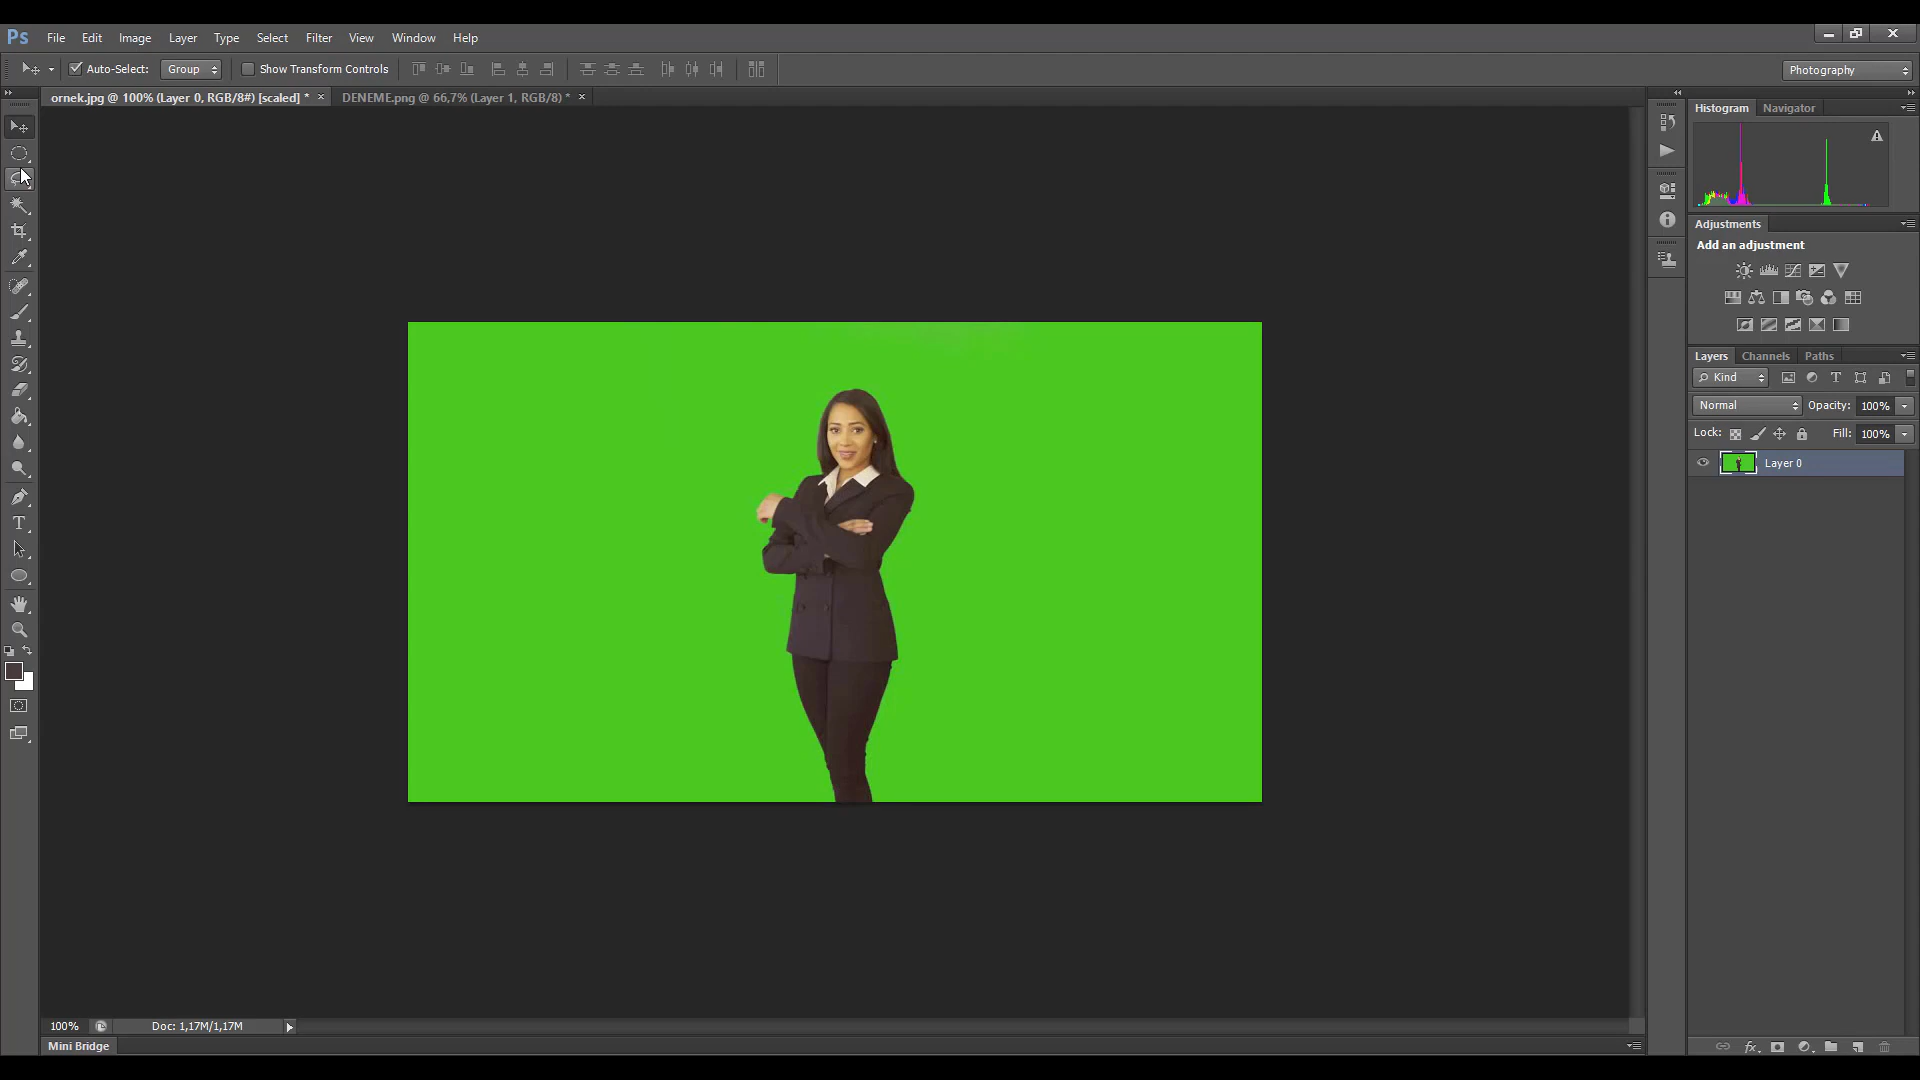 Ps File Edit Image Layer Type Select Filter View Window Help
Auto-Select: Group Show Transform Controls Photography
ornek.jpg @ 100% (Layer 0, RGB/8#) [scaled] * × DENEME.png @ 66,7% (Layer 1, RGB/8) * ×
Histogram Navigator
Adjustments
Add an adjustment
Layers Channels Paths
Kind T
Normal Opacity: 100%
Lock: Fill: 100%
Layer 0
T
100% Doc: 1,17M/1,17M
Mini Bridge fx